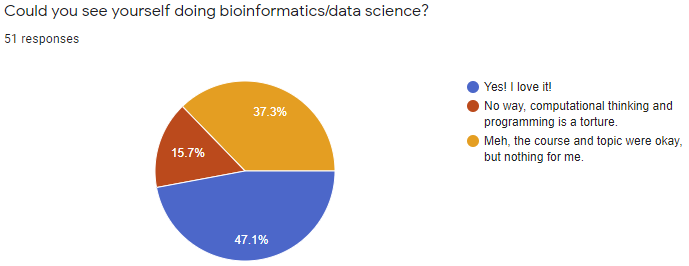 Could you see yourself doing bioinformatics/data science?
51 responses
37.3%
15.7%
47.1%
Yes! I love it!
No way, computational thinking and
programming is a torture.
Meh, the course and topic were okay,
but nothing for me.